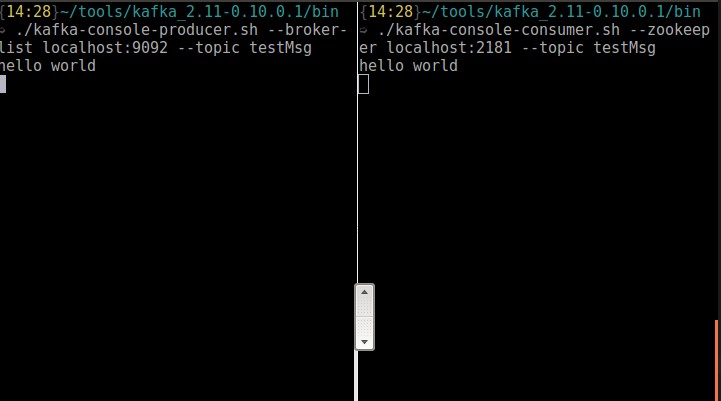 {14:28}~/tools/kafka_2.11-0.10.0.1/bin
➭ ./kafka-console-producer.sh --broker-
list localhost:9092 --topic testMsg
hello world
{14:28}~/tools/kafka_2.11-0.10.0.1/bin
➭ ./kafka-console-consumer.sh --zookeep
er localhost:2181 --topic testMsg
hello world